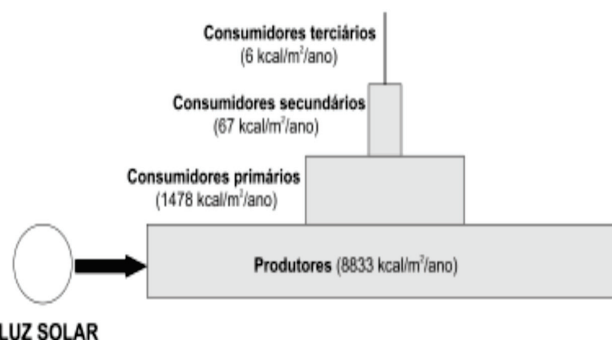 Consumidores terciários
(6 kcal/m²/ano)
Consumidores secundários
(67 kcal/m²/ano)
Consumidores primários
(1478 kcal/m²/ano)
Produtores (8833 kcal/m²/ano)
LUZ SOLAR